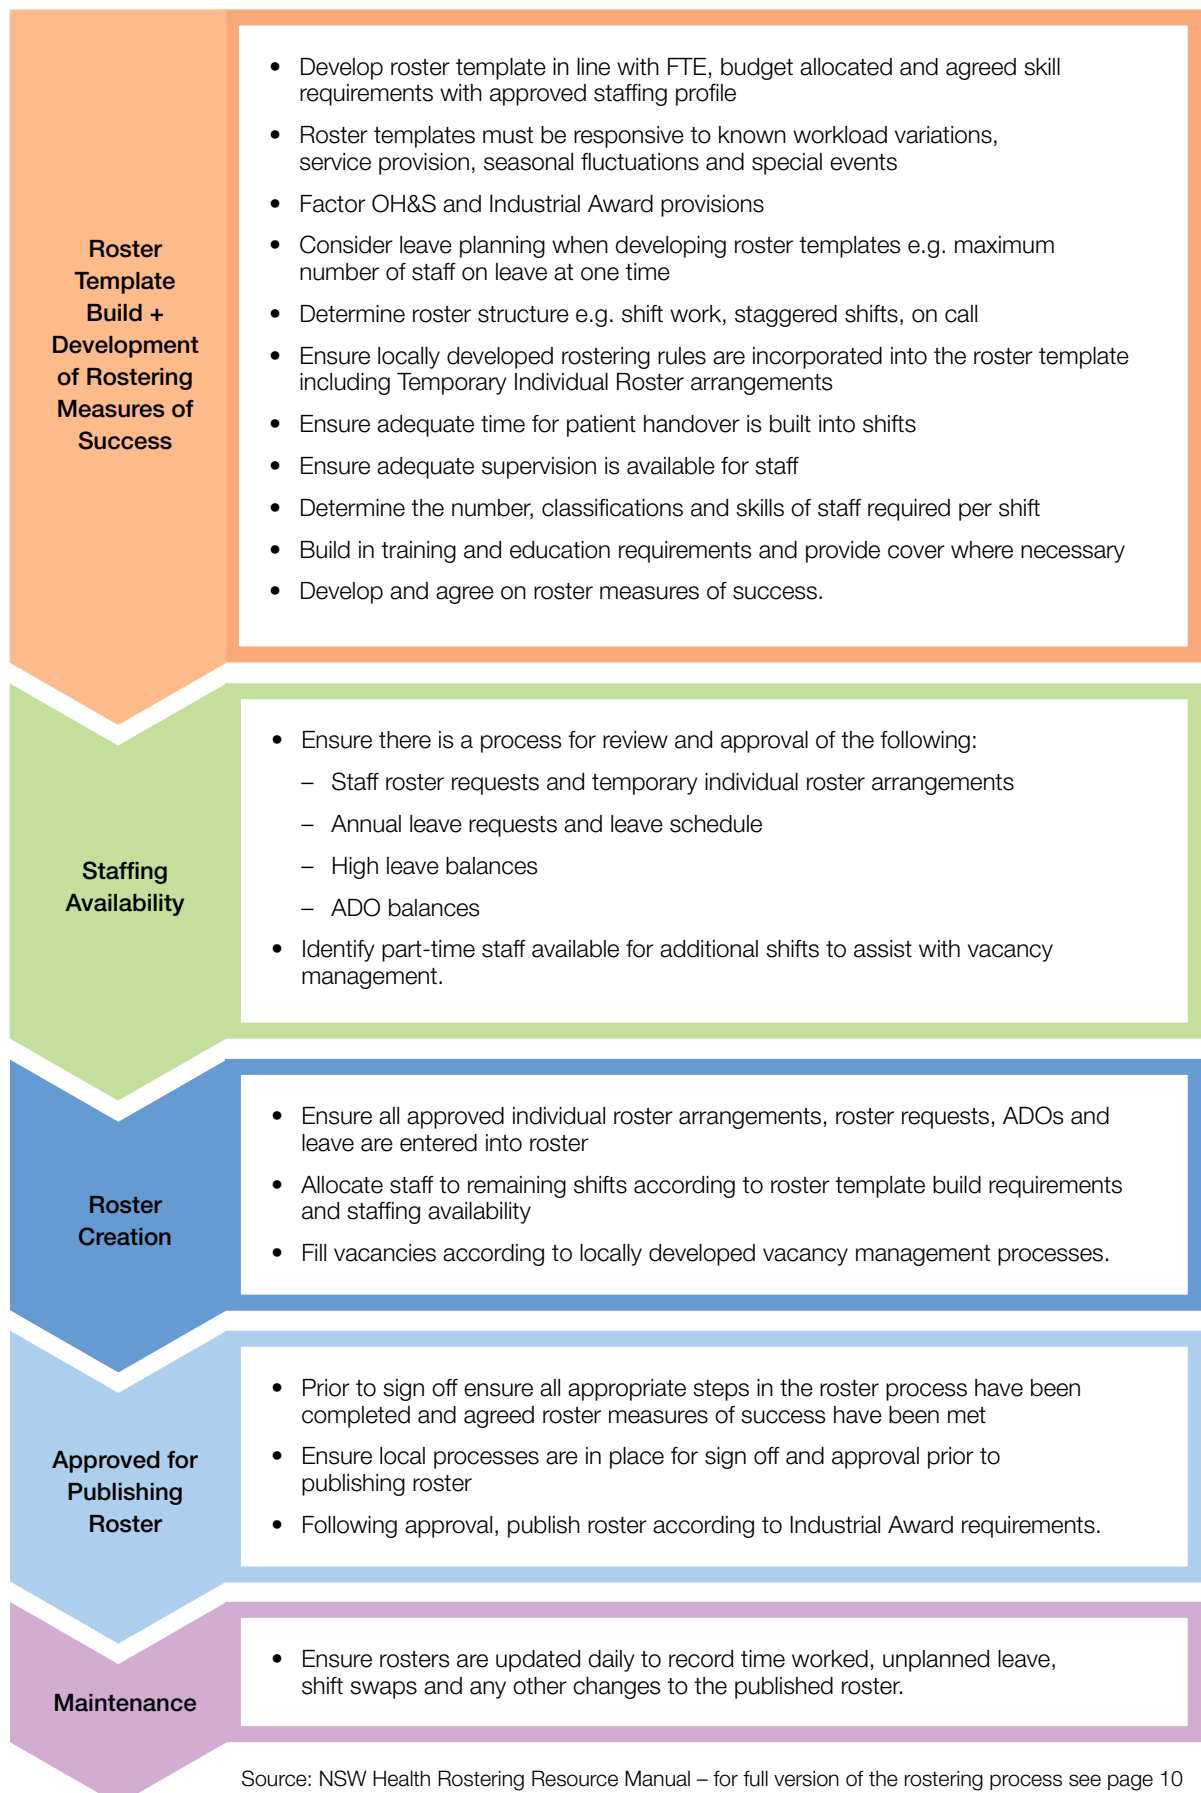 Roster
Template
Build +
Development
of Rostering
Measures of
Success
• Develop roster template in line with FTE, budget allocated and agreed skill
requirements with approved staffing profile
• Roster templates must be responsive to known workload variations,
service provision, seasonal fluctuations and special events
• Factor OH&S and Industrial Award provisions
• Consider leave planning when developing roster templates e.g. maximum
number of staff on leave at one time
• Determine roster structure e.g. shift work, staggered shifts, on call
• Ensure locally developed rostering rules are incorporated into the roster template
including Temporary Individual Roster arrangements
• Ensure adequate time for patient handover is built into shifts
• Ensure adequate supervision is available for staff
• Determine the number, classifications and skills of staff required per shift
• Build in training and education requirements and provide cover where necessary
• Develop and agree on roster measures of success.
Staffing
Availability
• Ensure there is a process for review and approval of the following:
– Staff roster requests and temporary individual roster arrangements
– Annual leave requests and leave schedule
– High leave balances
– ADO balances
• Identify part-time staff available for additional shifts to assist with vacancy
management.
Roster
Creation
• Ensure all approved individual roster arrangements, roster requests, ADOs and
leave are entered into roster
• Allocate staff to remaining shifts according to roster template build requirements
and staffing availability
• Fill vacancies according to locally developed vacancy management processes.
Approved for
Publishing
Roster
• Prior to sign off ensure all appropriate steps in the roster process have been
completed and agreed roster measures of success have been met
• Ensure local processes are in place for sign off and approval prior to
publishing roster
• Following approval, publish roster according to Industrial Award requirements.
Maintenance
• Ensure rosters are updated daily to record time worked, unplanned leave,
shift swaps and any other changes to the published roster.
Source: NSW Health Rostering Resource Manual – for full version of the rostering process see page 10